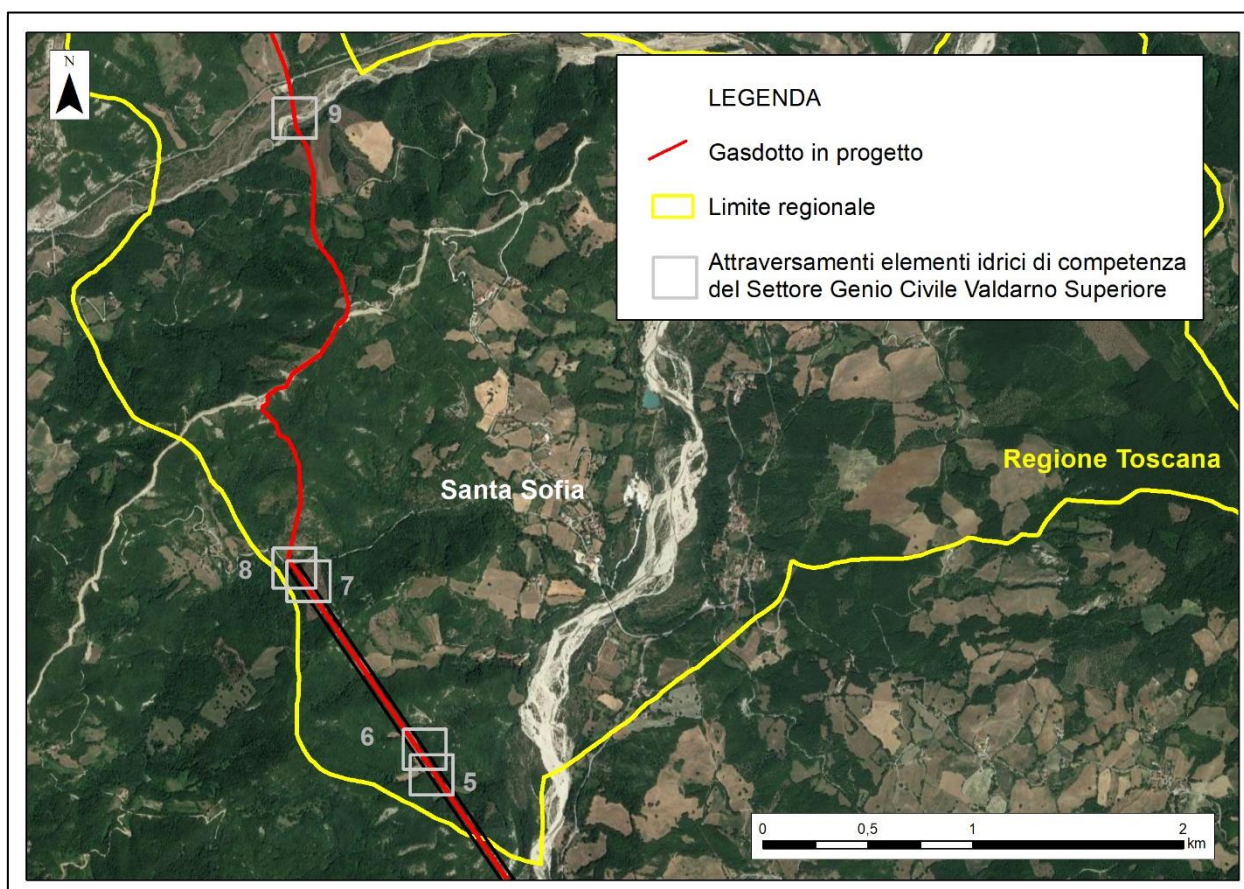 N
9
LEGENDA
Gasdotto in progetto
Limite regionale
Attraversamenti elementi idrici di competenza
del Settore Genio Civile Valdarno Superiore
Regione Toscana
Santa Sofia
8
7
6
5
0 0,5 1 2
km